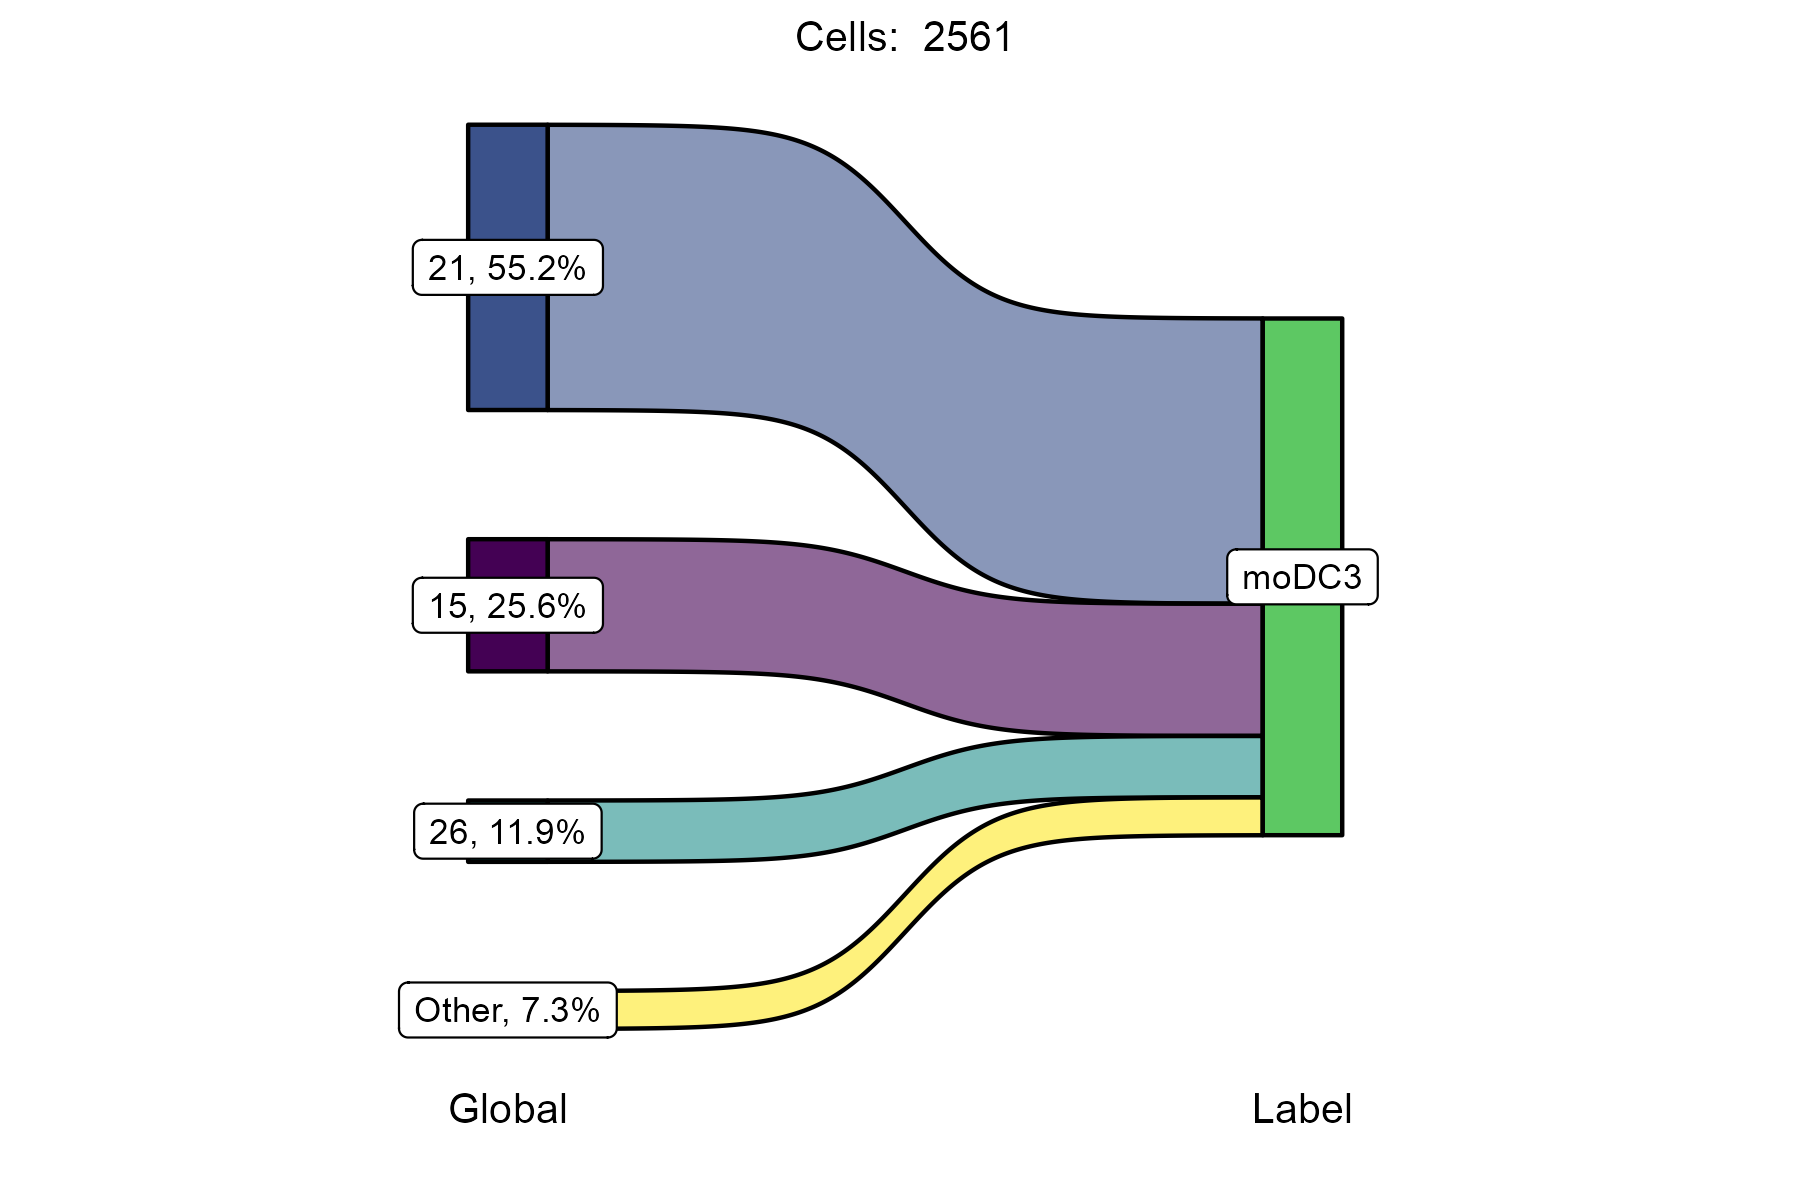 Cells:  2561
21, 55.2%
moDC3
15, 25.6%
26, 11.9%
Other, 7.3%
Global
Label